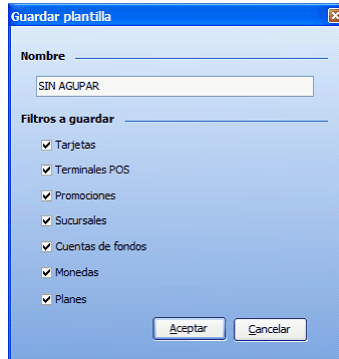 Guardar plantilla
Nombre
SIN AGUPAR
Filtros a guardar
Tarjetas
Terminales POS
Promociones
Sucursales
Cuentas de fondos
Monedas
Planes
Aceptar Cancelar